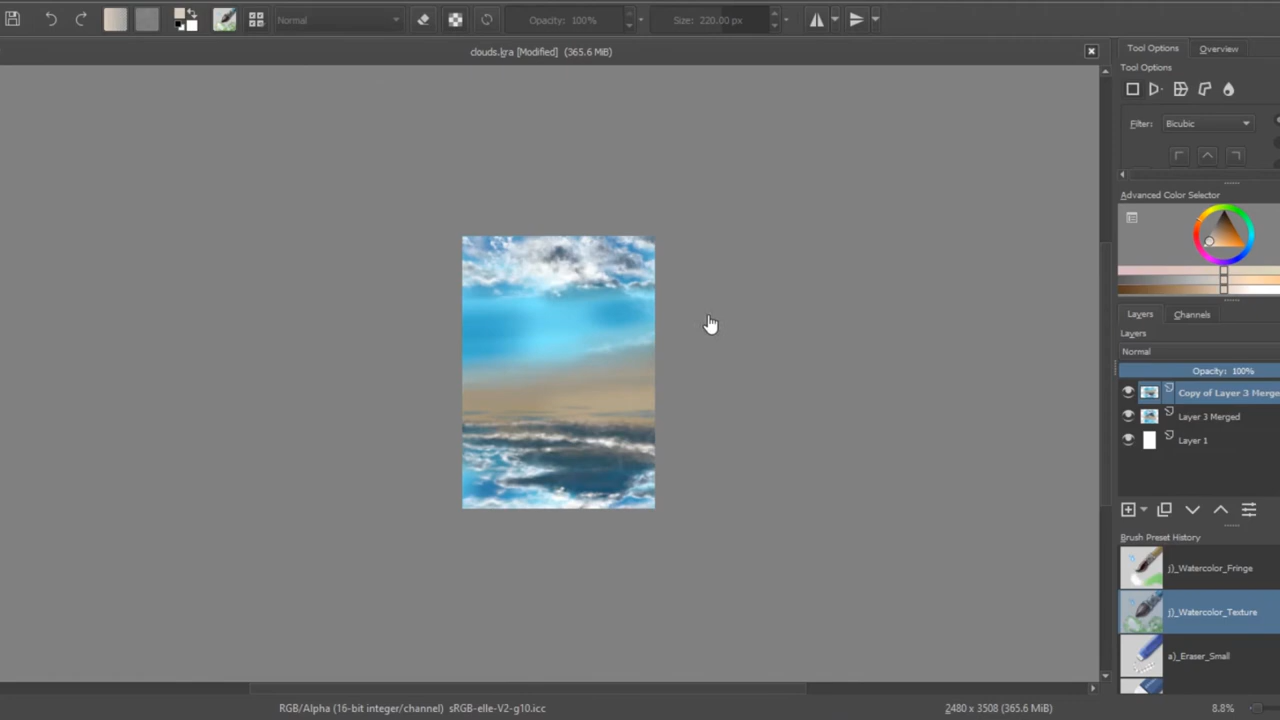 Normal
Opacity: 100%
Size: 220.00 px
clouds.kra [Modified] (365.6 MiB)
Tool Options
Overview
Tool Options
Filter:
Bicubic
Advanced Color Selector
Layers
Channels
Layers
Normal
Opacity: 100%
Copy of Layer 3 Merge
Layer 3 Merged
Layer 1
Brush Preset History
j)_Watercolor_Fringe
j)_Watercolor_Texture
a)_Eraser_Small
RGB/Alpha (16-bit integer/channel) sRGB-elle-V2-g10.icc
2480 x 3508 (365.6 MiB)
8.8%